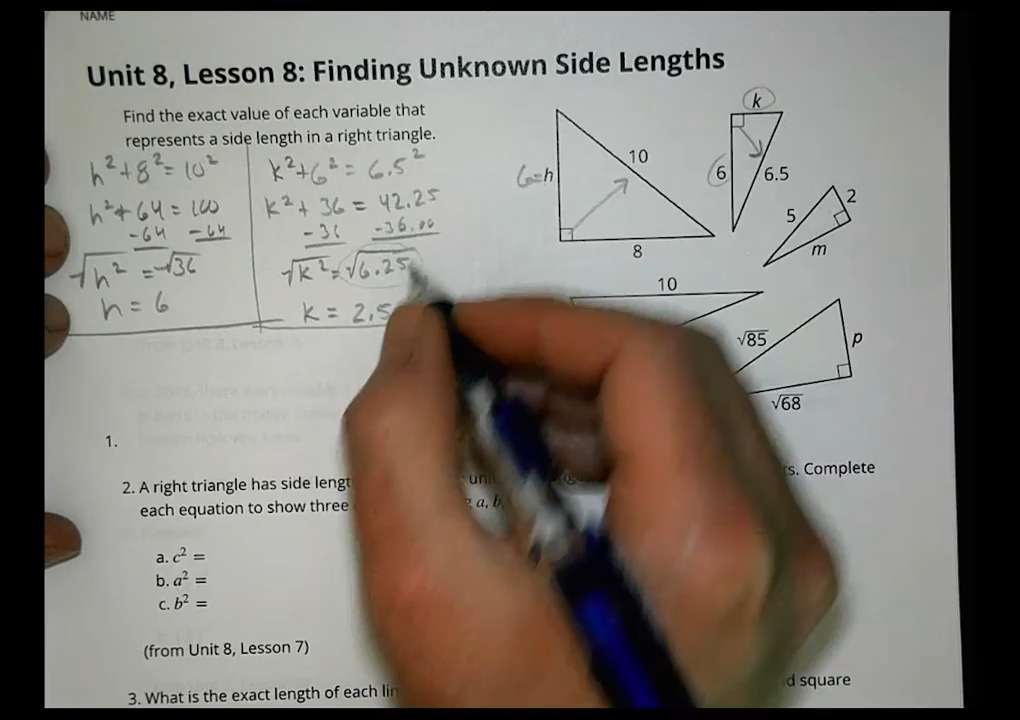 NAME
Unit 8, Lesson 8: Finding Unknown Side Lengths
Find the exact value of each variable that
represents a side length in a right triangle.
h² + 8² = 10²
h² + 64 = 100
-64 -64
√h² = √36
h = 6
k² + 6² = 6.5²
k² + 36 = 42.25
-36 -36.00
√k² = √6.25
k = 2.5
6=h
10
8
k
6
6.5
5
2
m
10
√85
p
√68
1.
2. A right triangle has side
s. Complete
each equation to show three
a, b,
a. c² =
b. a² =
c. b² =
(from Unit 8, Lesson 7)
3. What is the exact length of each
square